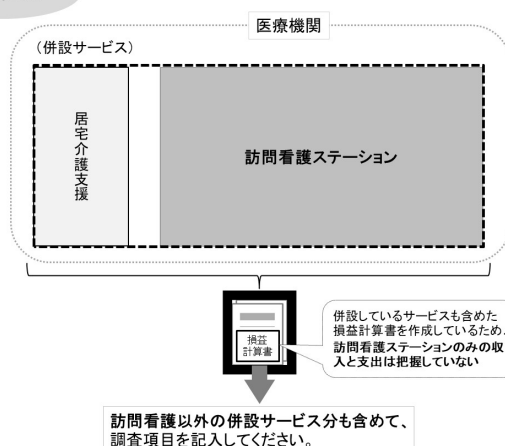 医療機関
（併設サービス）
居宅介護支援
訪問看護ステーション
損益
計算書
併設しているサービスも含めた
損益計算書を作成しているため、
訪問看護ステーションのみの収
入と支出は把握していない
訪問看護以外の併設サービス分も含めて、
調査項目を記入してください。